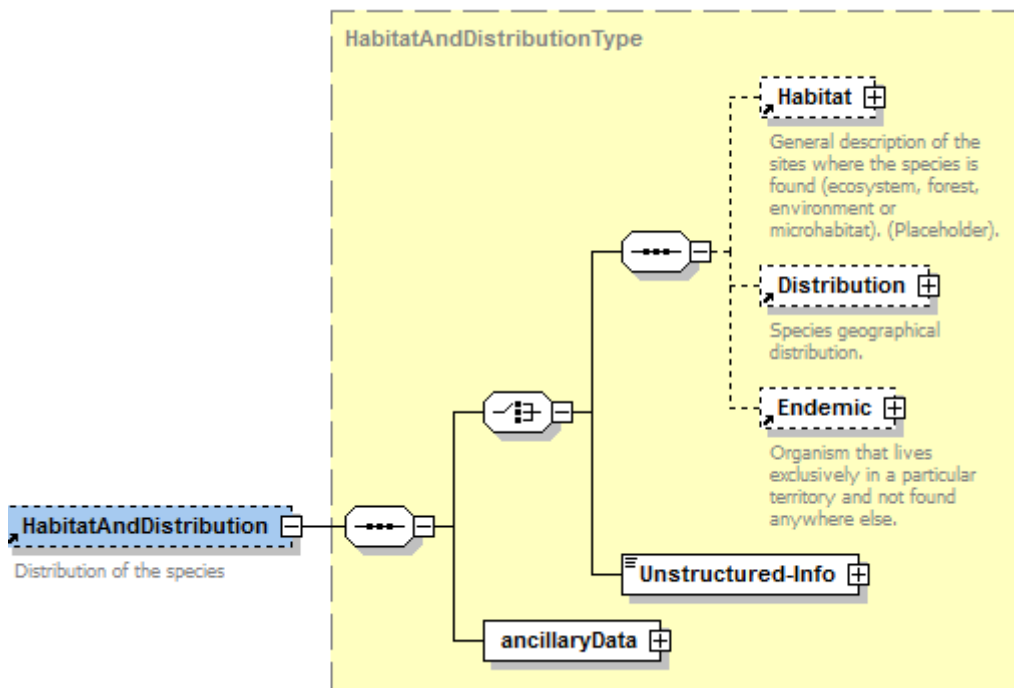 HabitatAndDistributionType
Habitat
General description of the
sites where the species is
found (ecosystem, forest,
environment or
microhabitat). (Placeholder).
Distribution
Species geographical
distribution.
Endemic
Organism that lives
exclusively in a particular
territory and not found
anywhere else.
HabitatAndDistribution
Distribution of the species
Unstructured-Info
ancillaryData